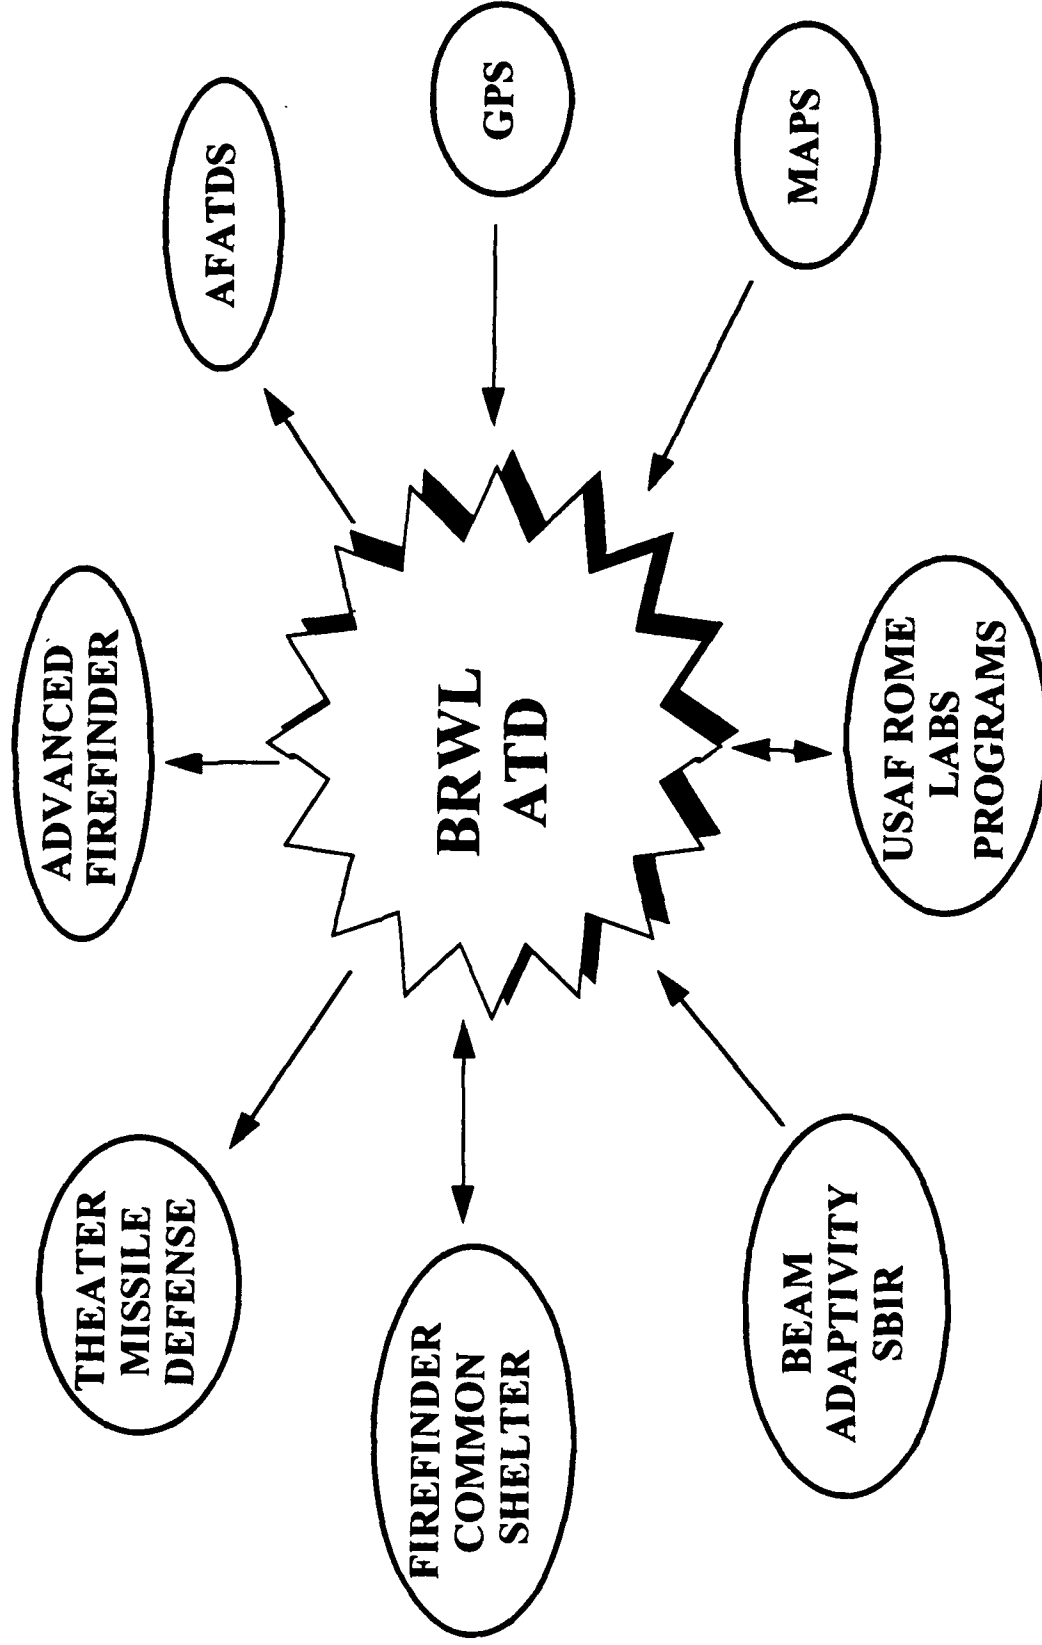 THEATER
MISSILE
DEFENSE
ADVANCED
FIREFINDER
AFATDS
FIREFINDER
COMMON
SHELTER
BRWL
ATD
GPS
BEAM
ADAPTIVITY
SBIR
USAF ROME
LABS
PROGRAMS
MAPS